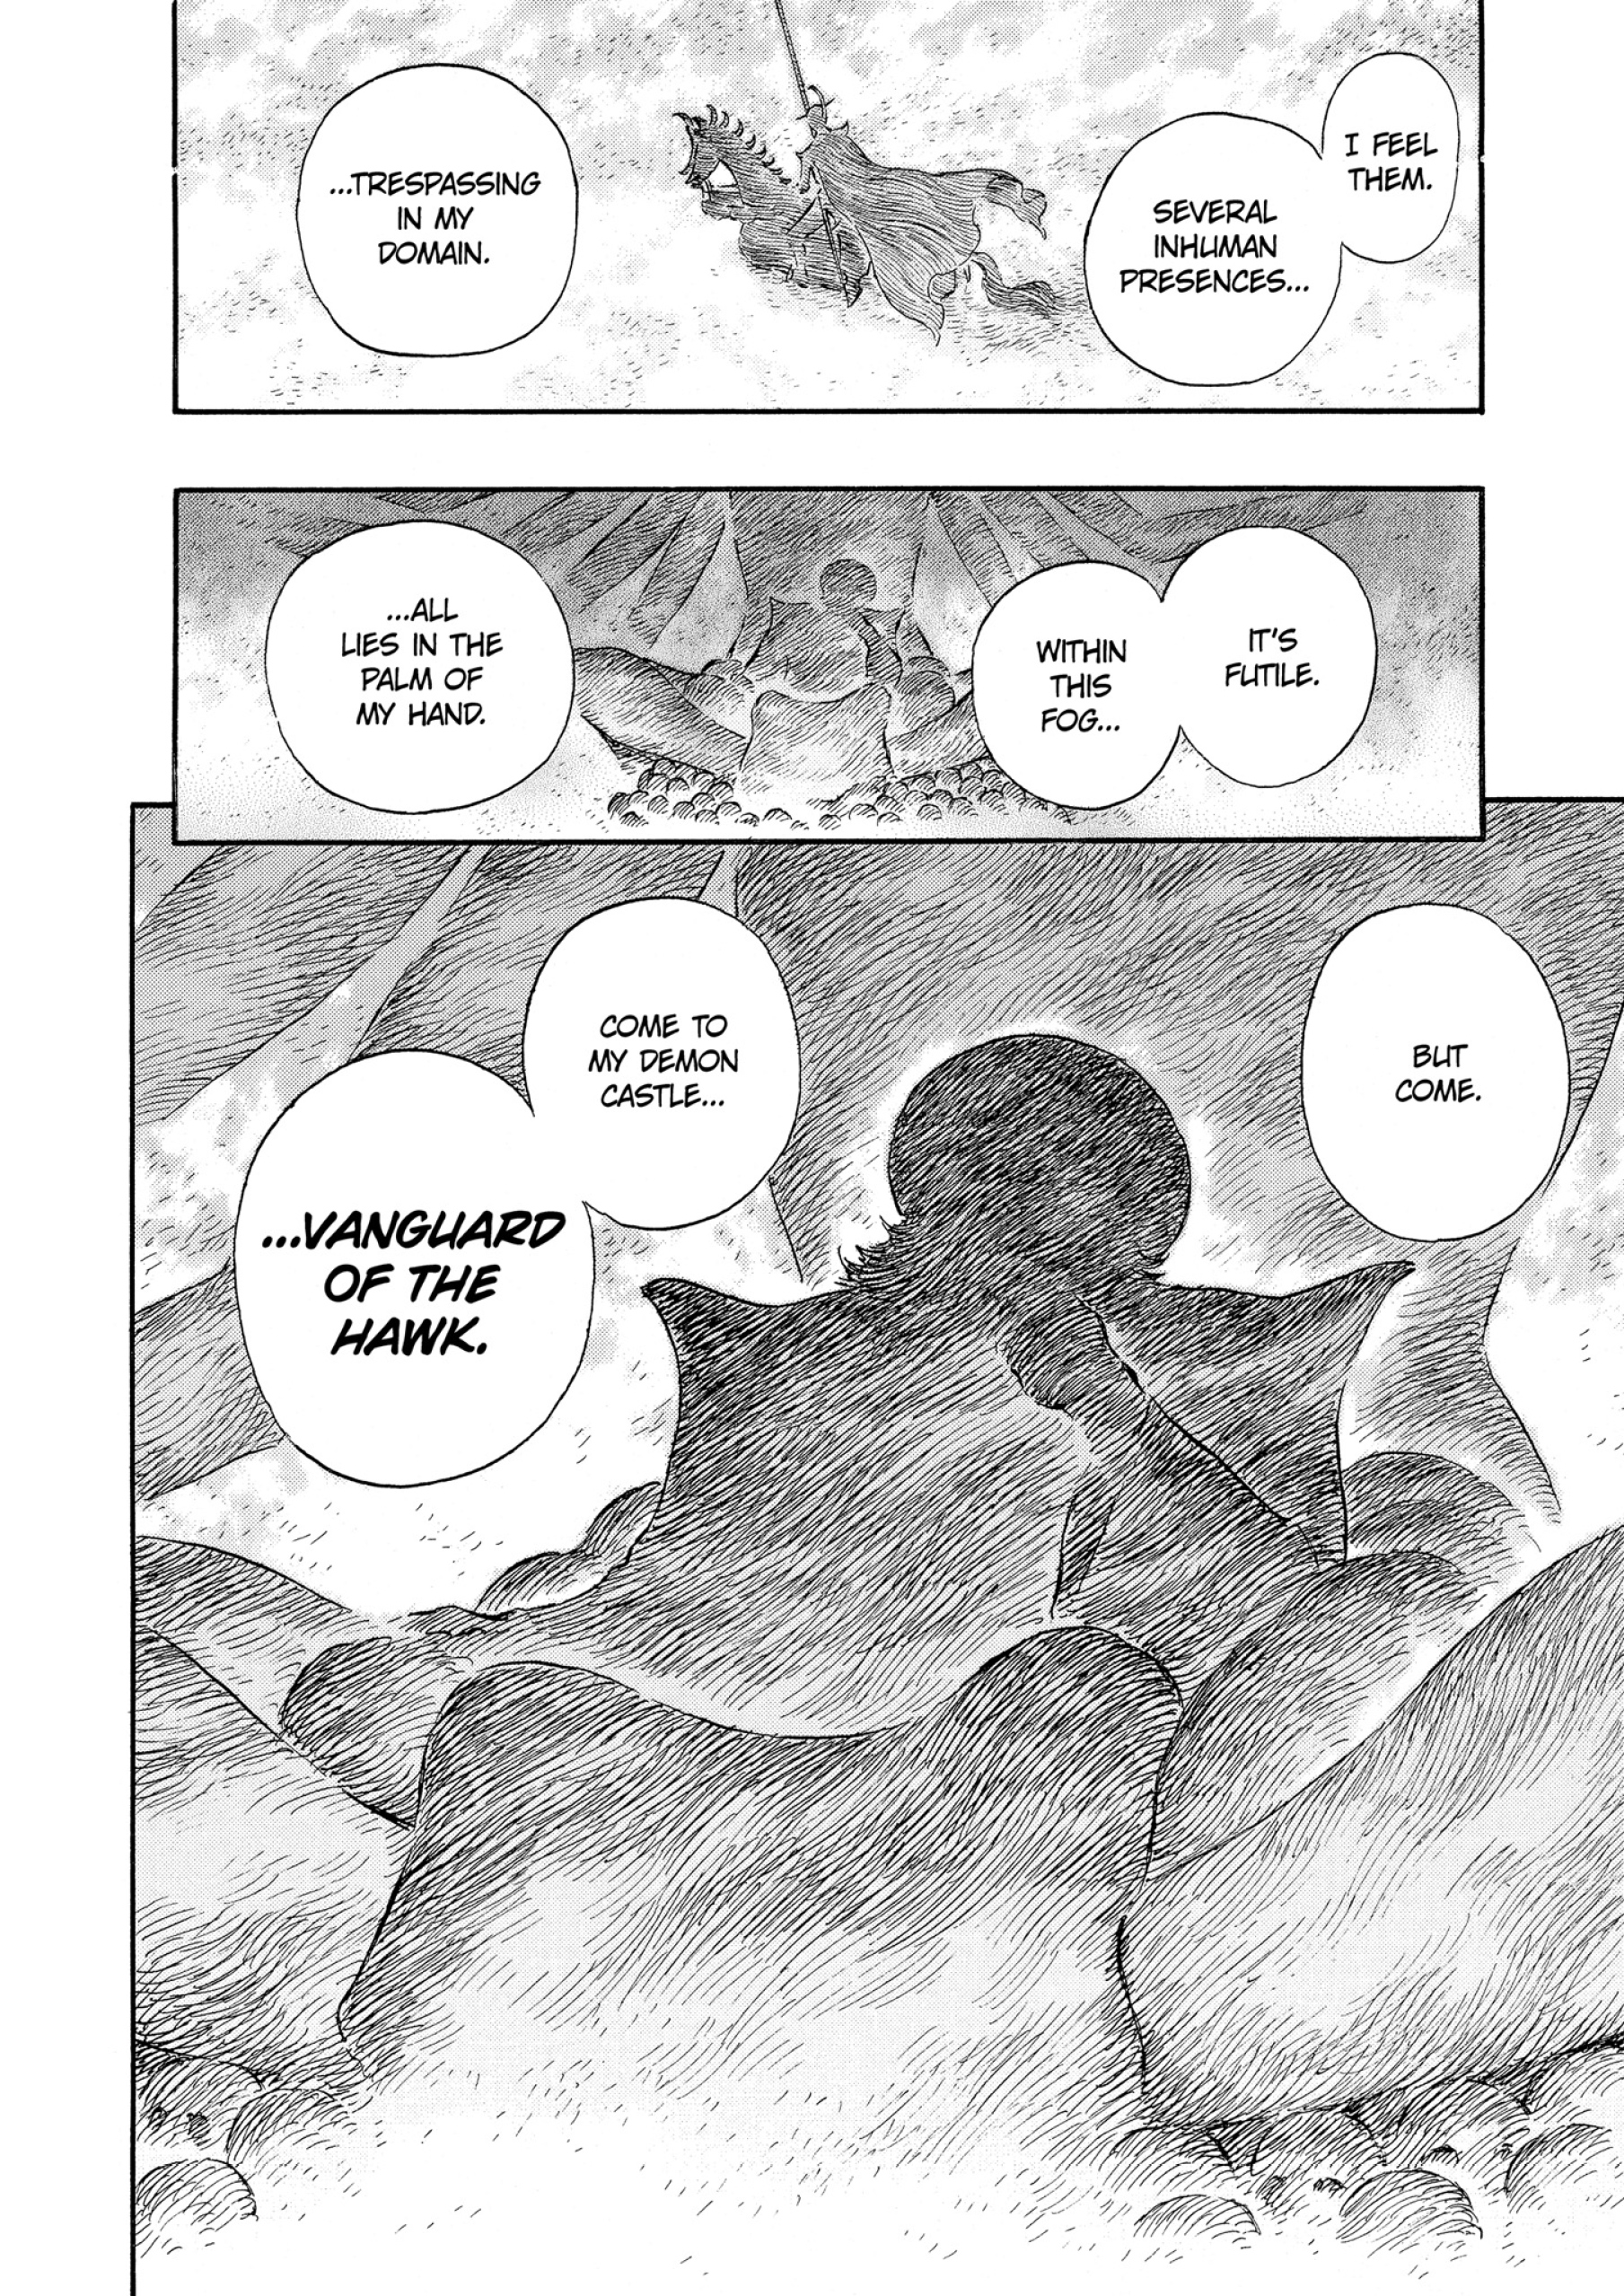 I FEEL
THEM.
SEVERAL
INHUMAN
PRESENCES...
...TRESPASSING
IN MY
DOMAIN.
IT'S
FUTILE.
WITHIN
THIS
FOG...
...ALL
LIES IN THE
PALM OF
MY HAND.
BUT
COME.
COME TO
MY DEMON
CASTLE...
...VANGUARD
OF THE
HAWK.